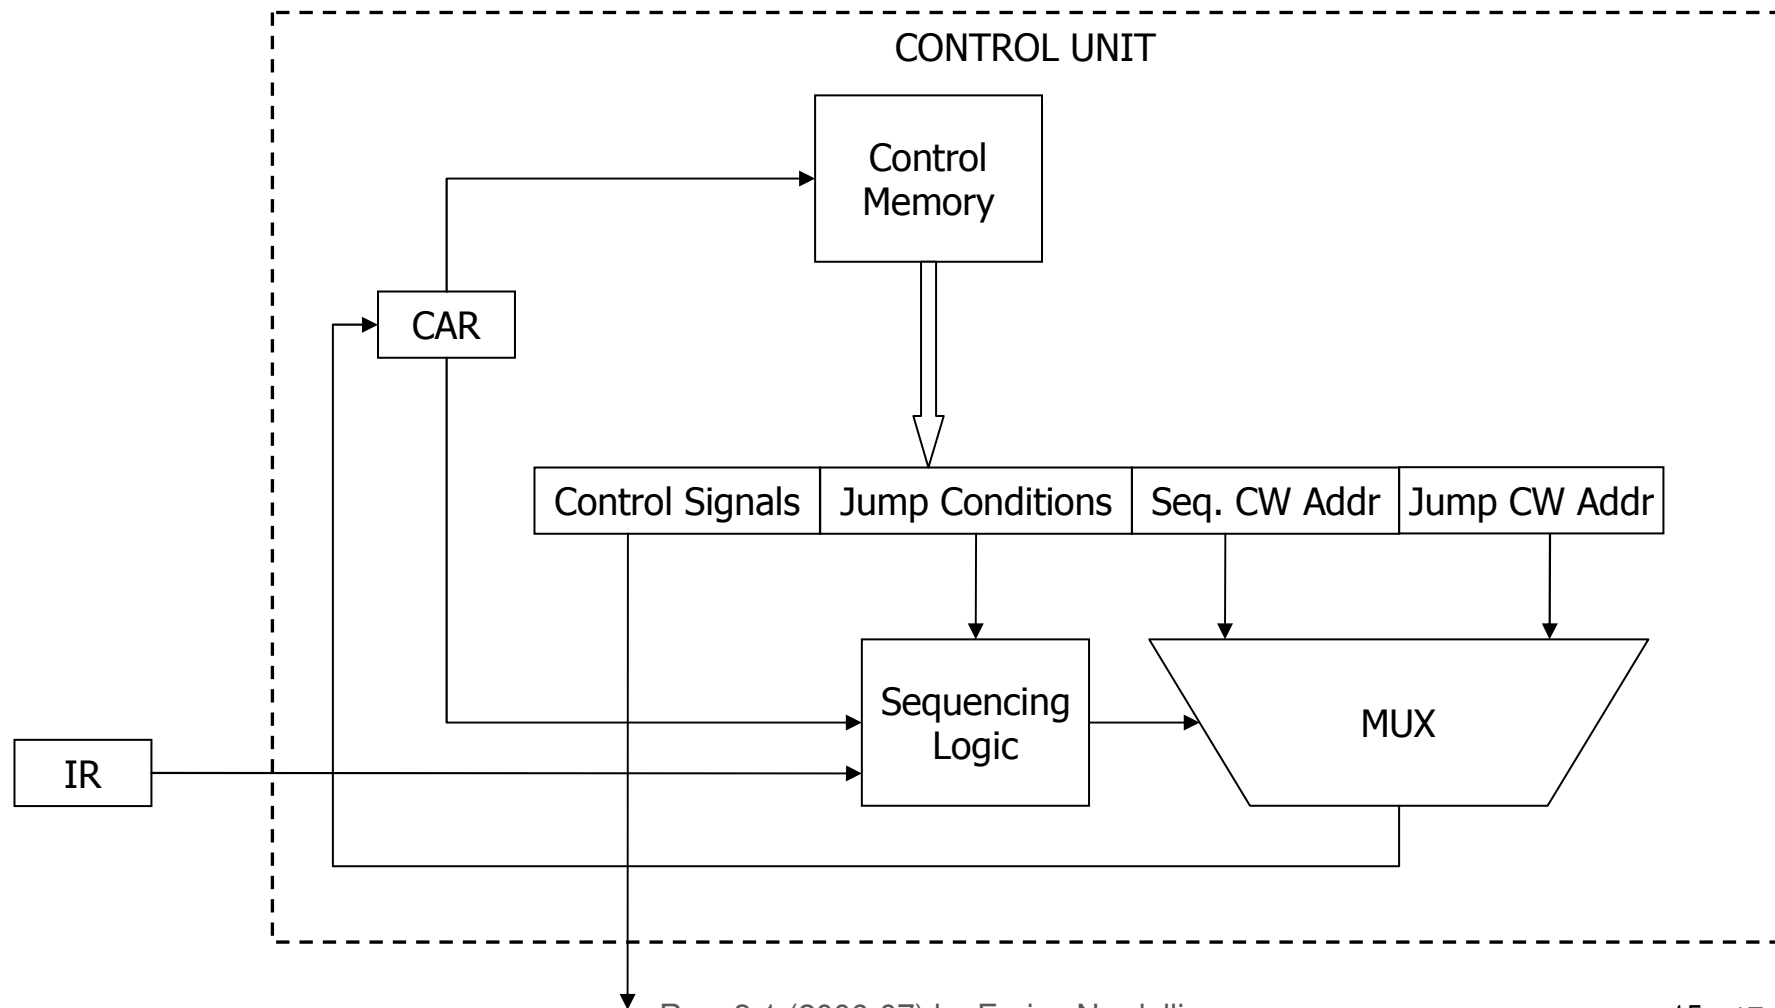 CONTROL UNIT
Control
Memory
CAR
Control Signals
Jump Conditions
Seq. CW Addr
Jump CW Addr
Sequencing
Logic
MUX
IR